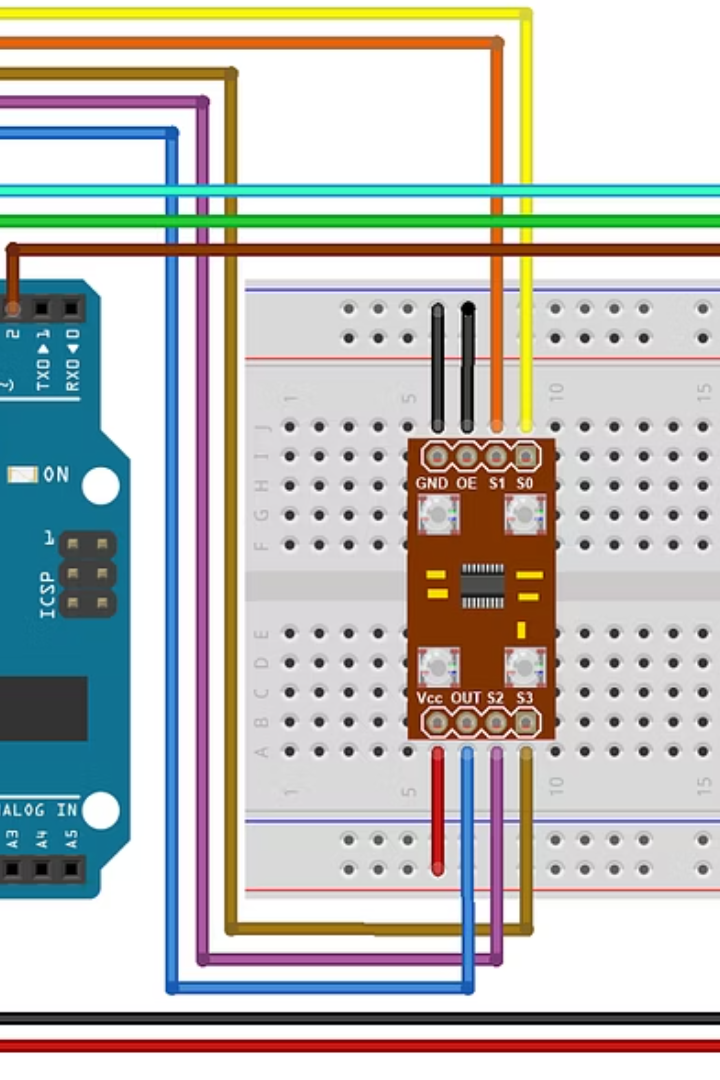 2
TX0▶1
RX0◀0
~)
ON
1
ICSP
NALOG IN
A3
A4
A5
1
5
10
15
J
I
H
G
F
GND OE S1 S0
E
D
C
B
A
Vcc OUT S2 S3
1
5
10
15